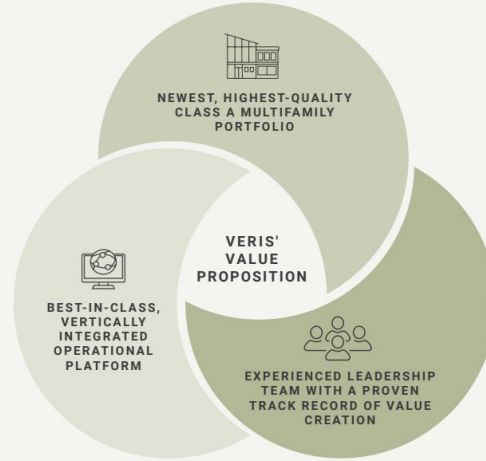 NEWEST, HIGHEST-QUALITY
CLASS A MULTIFAMILY
PORTFOLIO
VERIS'
VALUE
PROPOSITION
BEST-IN-CLASS,
VERTICALLY
INTEGRATED
OPERATIONAL
PLATFORM
EXPERIENCED LEADERSHIP
TEAM WITH A PROVEN
TRACK RECORD OF VALUE
CREATION